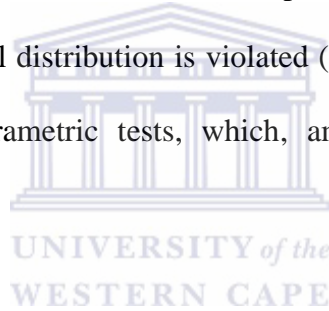 l distribution is violated (
rametric tests, which, an
UNIVERSITY of the
WESTERN CAPE